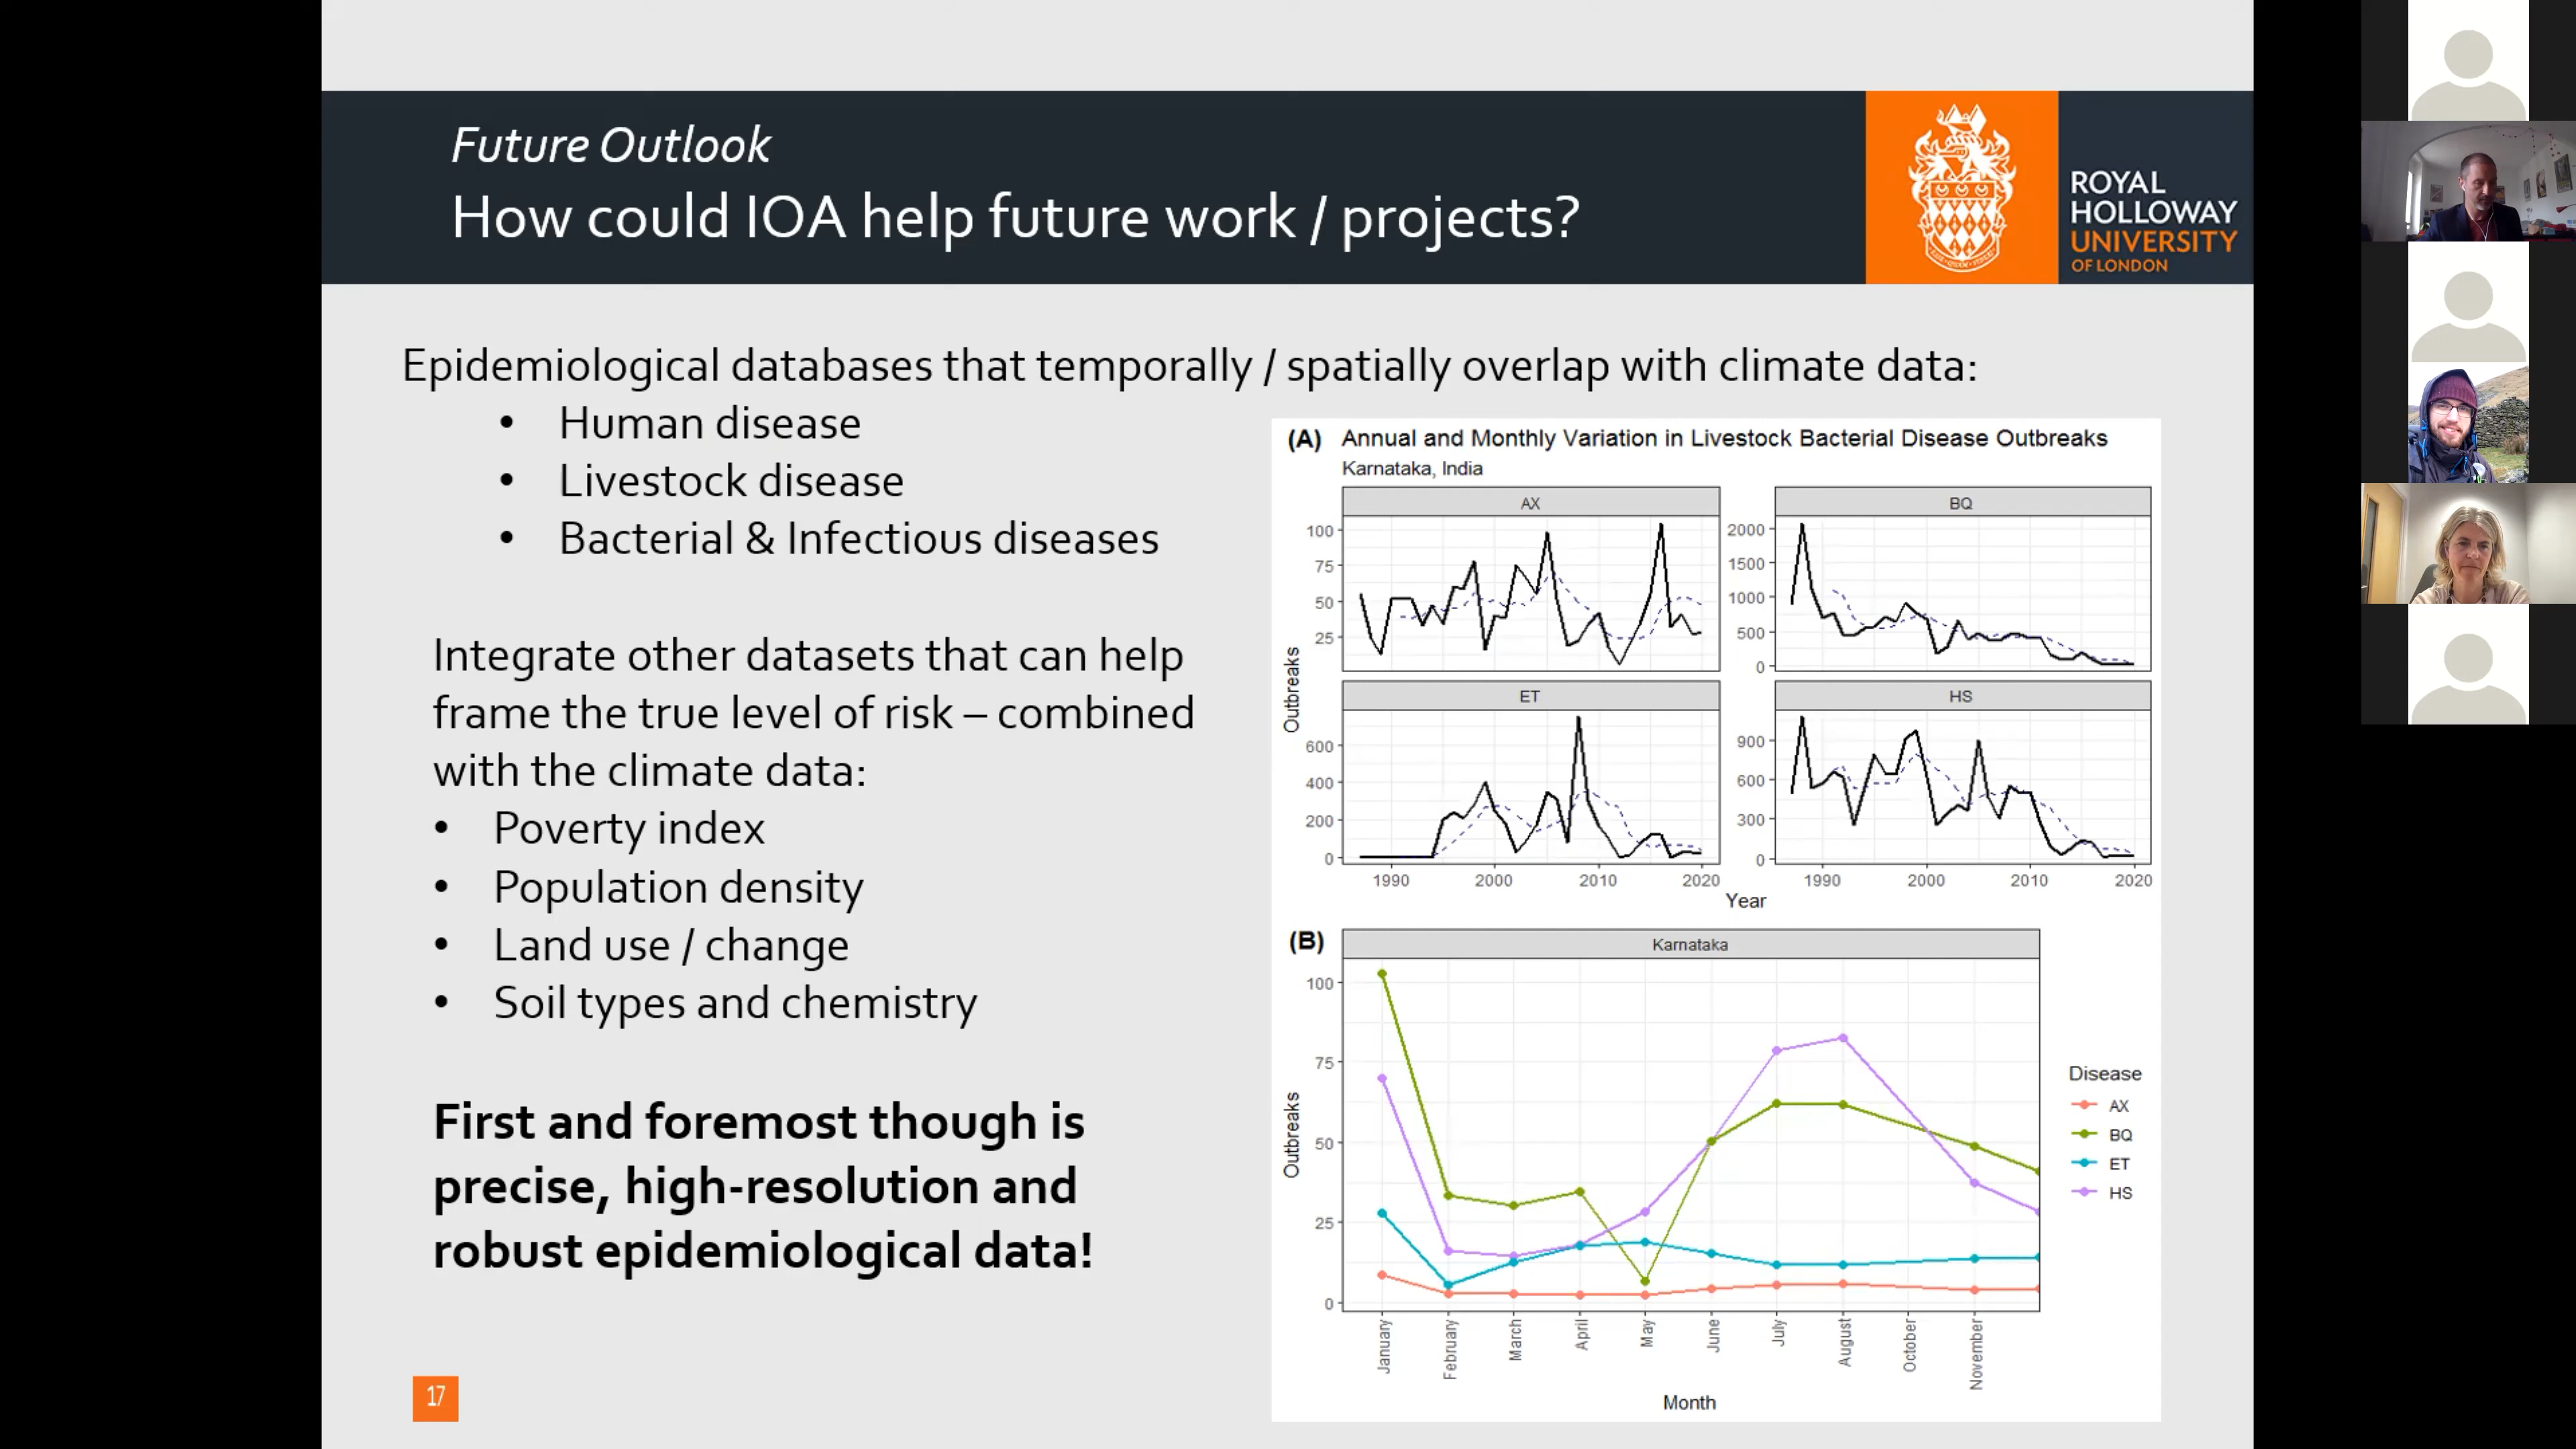 Future Outlook
How could IOA help future work / projects?
ROYAL
HOLLOWAY
UNIVERSITY
OF LONDON
Epidemiological databases that temporally / spatially overlap with climate data:
• Human disease
• Livestock disease
• Bacterial & Infectious diseases
Integrate other datasets that can help
frame the true level of risk – combined
with the climate data:
• Poverty index
• Population density
• Land use / change
• Soil types and chemistry
First and foremost though is
precise, high-resolution and
robust epidemiological data!
17
(A) Annual and Monthly Variation in Livestock Bacterial Disease Outbreaks
Karnataka, India
Outbreaks
AX
100
75
50
25
BQ
2000
1500
1000
500
0
ET
600
400
200
0
1990 2000 2010 2020
HS
900
600
300
0
1990 2000 2010 2020
Year
(B)
Karnataka
Outbreaks
100
75
50
25
0
January
February
March
April
May
June
July
August
October
November
Month
Disease
AX
BQ
ET
HS